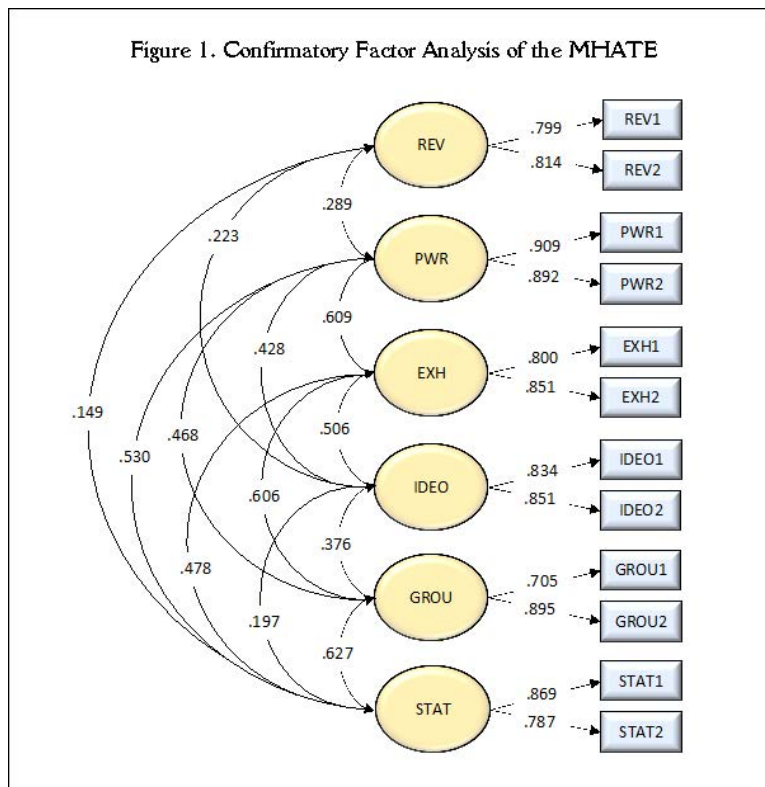 Figure 1. Confirmatory Factor Analysis of the MHATE
REV
.799
REV1
.814
REV2
.289
.223
PWR
.909
PWR1
.892
PWR2
.609
.428
EXH
.800
EXH1
.851
EXH2
.149
.530
.468
.506
IDEO
.834
IDEO1
.851
IDEO2
.606
.478
.376
GROU
.705
GROU1
.895
GROU2
.197
.627
STAT
.869
STAT1
.787
STAT2